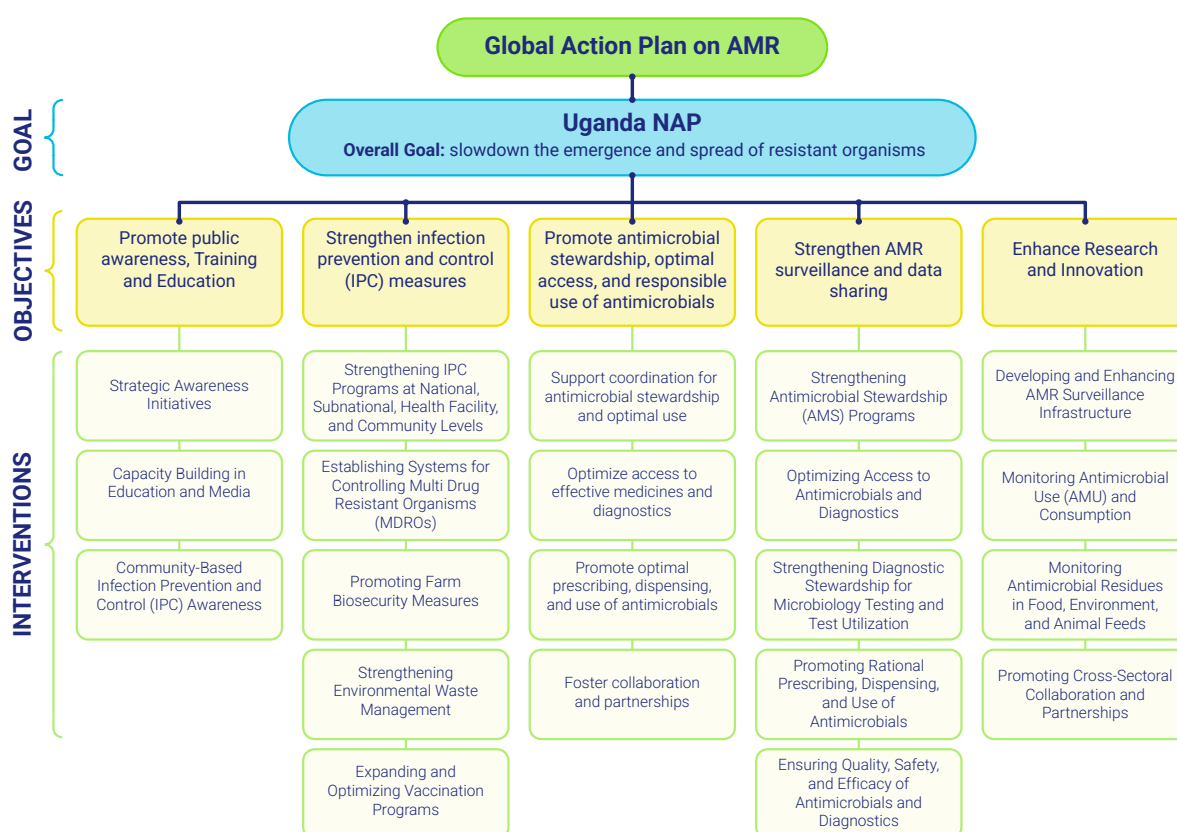 Global Action Plan on AMR
GOAL
Uganda NAP
Overall Goal: slowdown the emergence and spread of resistant organisms
OBJECTIVES
Promote public
awareness, Training
and Education
Strengthen infection
prevention and control
(IPC) measures
Promote antimicrobial
stewardship, optimal
access, and responsible
use of antimicrobials
Strengthen AMR
surveillance and data
sharing
Enhance Research
and Innovation
INTERVENTIONS
Strategic Awareness
Initiatives
Capacity Building in
Education and Media
Community-Based
Infection Prevention and
Control (IPC) Awareness
Strengthening IPC
Programs at National,
Subnational, Health Facility,
and Community Levels
Establishing Systems for
Controlling Multi Drug
Resistant Organisms
(MDROs)
Promoting Farm
Biosecurity Measures
Strengthening
Environmental Waste
Management
Expanding and
Optimizing Vaccination
Programs
Support coordination for
antimicrobial stewardship
and optimal use
Optimize access to
effective medicines and
diagnostics
Promote optimal
prescribing, dispensing,
and use of antimicrobials
Foster collaboration
and partnerships
Strengthening
Antimicrobial Stewardship
(AMS) Programs
Optimizing Access to
Antimicrobials and
Diagnostics
Strengthening Diagnostic
Stewardship for
Microbiology Testing and
Test Utilization
Promoting Rational
Prescribing, Dispensing,
and Use of
Antimicrobials
Ensuring Quality, Safety,
and Efficacy of
Antimicrobials and
Diagnostics
Developing and Enhancing
AMR Surveillance
Infrastructure
Monitoring Antimicrobial
Use (AMU) and
Consumption
Monitoring
Antimicrobial Residues
in Food, Environment,
and Animal Feeds
Promoting Cross-Sectoral
Collaboration and
Partnerships